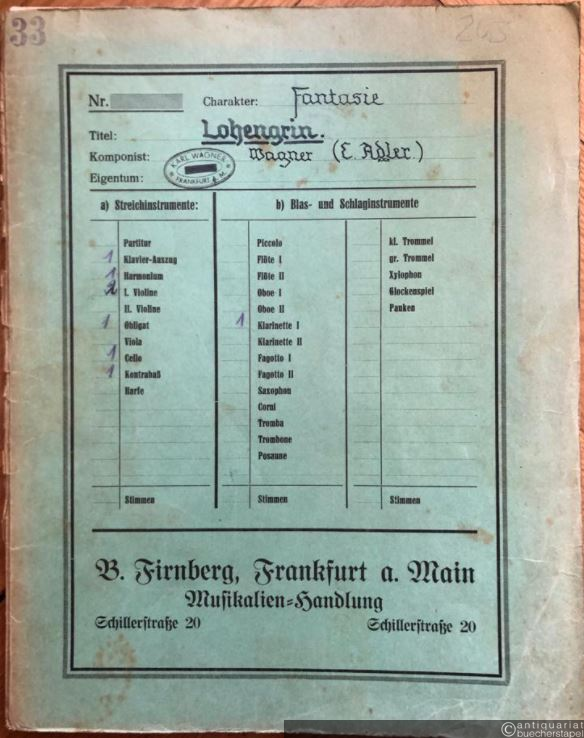 33
265
Nr.
Charakter: Fantasie
Titel: Lohengrin.
Komponist: Wagner (E. Adler.)
Eigentum:
KARL WAGNER
FRANKFURT A. M.
a) Streichinstrumente:
b) Blas- und Schlaginstrumente
Partitur
1 Klavier-Auszug
1 Harmonium
2 I. Violine
II. Violine
1 Obligat
Viola
1 Cello
1 Kontrabaß
Harfe
Stimmen
Piccolo
Flöte I
Flöte II
Oboe I
Oboe II
1 Klarinette I
Klarinette II
Fagotto I
Fagotto II
Saxophon
Corni
Tromba
Trombone
Posaune
Stimmen
kl. Trommel
gr. Trommel
Xylophon
Glockenspiel
Pauken
Stimmen
B. Firnberg, Frankfurt a. Main
Musikalien-Handlung
Schillerstraße 20
Schillerstraße 20
antiquariat
buecherstapel